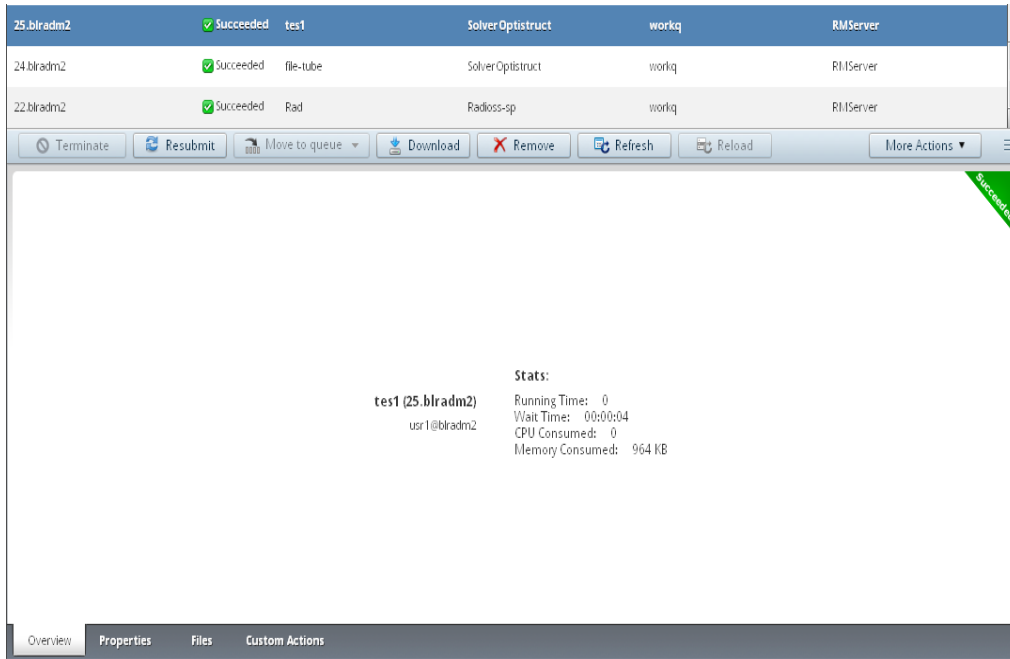 25.blradm2 Succeeded tes1 SolverOptistruct workq RMServer
24.blradm2 Succeeded file-tube SolverOptistruct workq RMServer
22.blradm2 Succeeded Rad Radioss-sp workq RMServer
Terminate Resubmit Move to queue Download Remove Refresh Reload More Actions
Succeeded
Stats:
tes1 (25.blradm2)
usr1@blradm2
Running Time: 0
Wait Time: 00:00:04
CPU Consumed: 0
Memory Consumed: 964 KB
Overview Properties Files Custom Actions